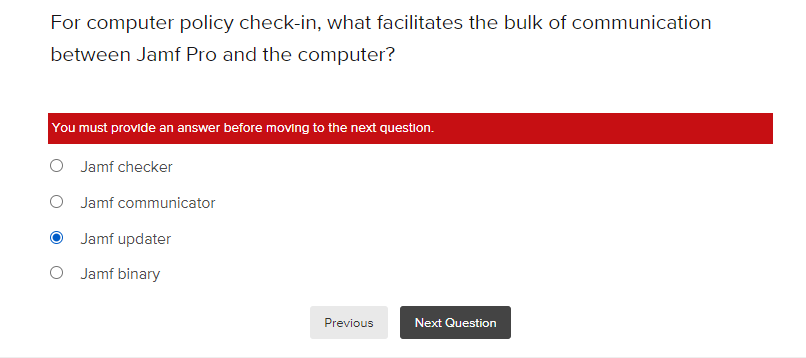 For computer policy check-in, what facilitates the bulk of communication
between Jamf Pro and the computer?
You must provide an answer before moving to the next question.
Jamf checker
Jamf communicator
Jamf updater
Jamf binary
Previous
Next Question